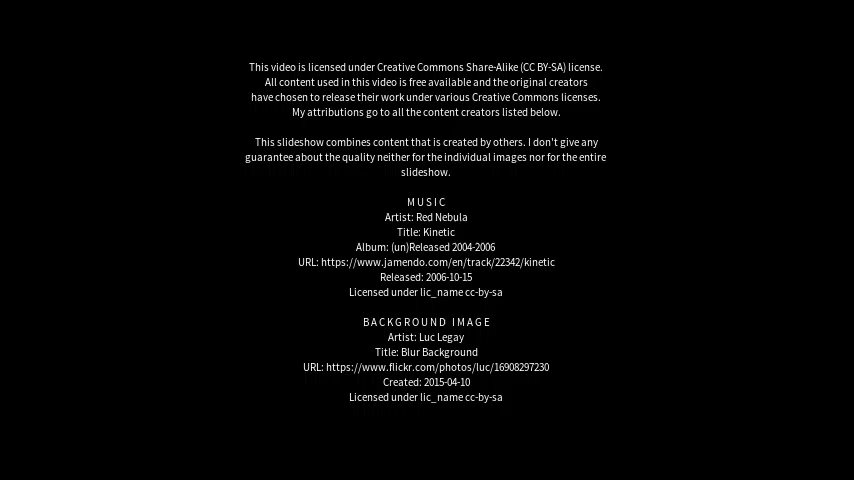 This video is licensed under Creative Commons Share-Alike (CC BY-SA) license.
All content used in this video is free available and the original creators
have chosen to release their work under various Creative Commons licenses.
My attributions go to all the content creators listed below.
This slideshow combines content that is created by others. I don't give any
guarantee about the quality neither for the individual images nor for the entire
slideshow.
MUSIC
Artist: Red Nebula
Title: Kinetic
Album: (un)Released 2004-2006
URL: https://www.jamendo.com/en/track/22342/kinetic
Released: 2006-10-15
Licensed under lic_name cc-by-sa
BACKGROUND IMAGE
Artist: Luc Legay
Title: Blur Background
URL: https://www.flickr.com/photos/luc/16908297230
Created: 2015-04-10
Licensed under lic_name cc-by-sa